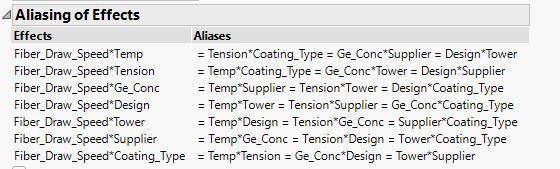 Aliasing of Effects
Effects Aliases
Fiber_Draw_Speed*Temp = Tension*Coating_Type = Ge_Conc*Supplier = Design*Tower
Fiber_Draw_Speed*Tension = Temp*Coating_Type = Ge_Conc*Tower = Design*Supplier
Fiber_Draw_Speed*Ge_Conc = Temp*Supplier = Tension*Tower = Design*Coating_Type
Fiber_Draw_Speed*Design = Temp*Tower = Tension*Supplier = Ge_Conc*Coating_Type
Fiber_Draw_Speed*Tower = Temp*Design = Tension*Ge_Conc = Supplier*Coating_Type
Fiber_Draw_Speed*Supplier = Temp*Ge_Conc = Tension*Design = Tower*Coating_Type
Fiber_Draw_Speed*Coating_Type = Temp*Tension = Ge_Conc*Design = Tower*Supplier